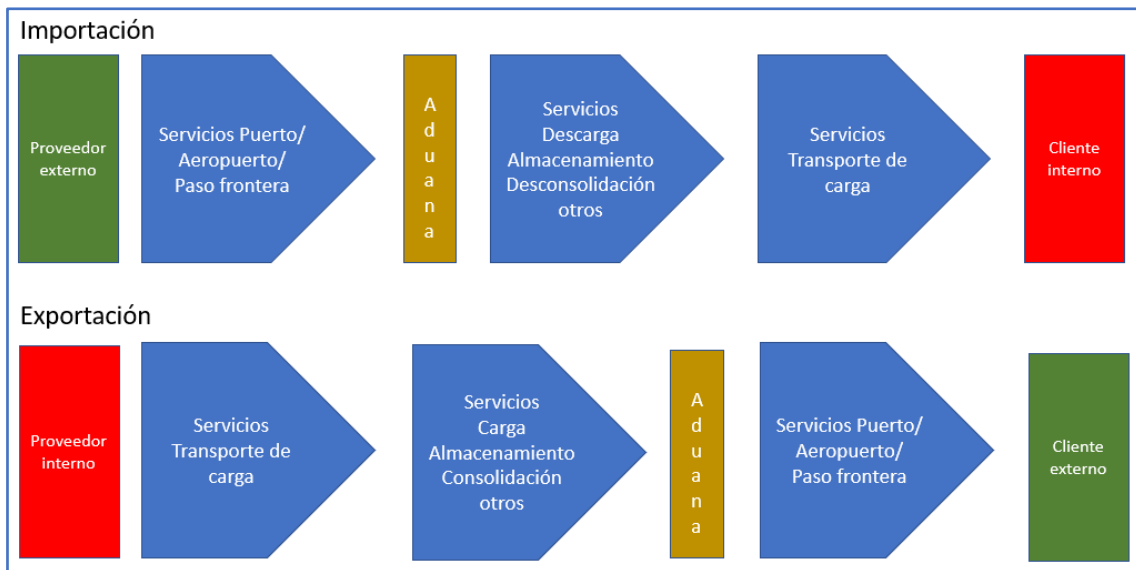 Importación
Proveedor
externo
Servicios Puerto/
Aeropuerto/
Paso frontera
Aduana
Servicios
Descarga
Almacenamiento
Desconsolidación
otros
Servicios
Transporte de
carga
Cliente
interno
Exportación
Proveedor
interno
Servicios
Transporte de
carga
Servicios
Carga
Almacenamiento
Consolidación
otros
Aduana
Servicios Puerto/
Aeropuerto/
Paso frontera
Cliente
externo